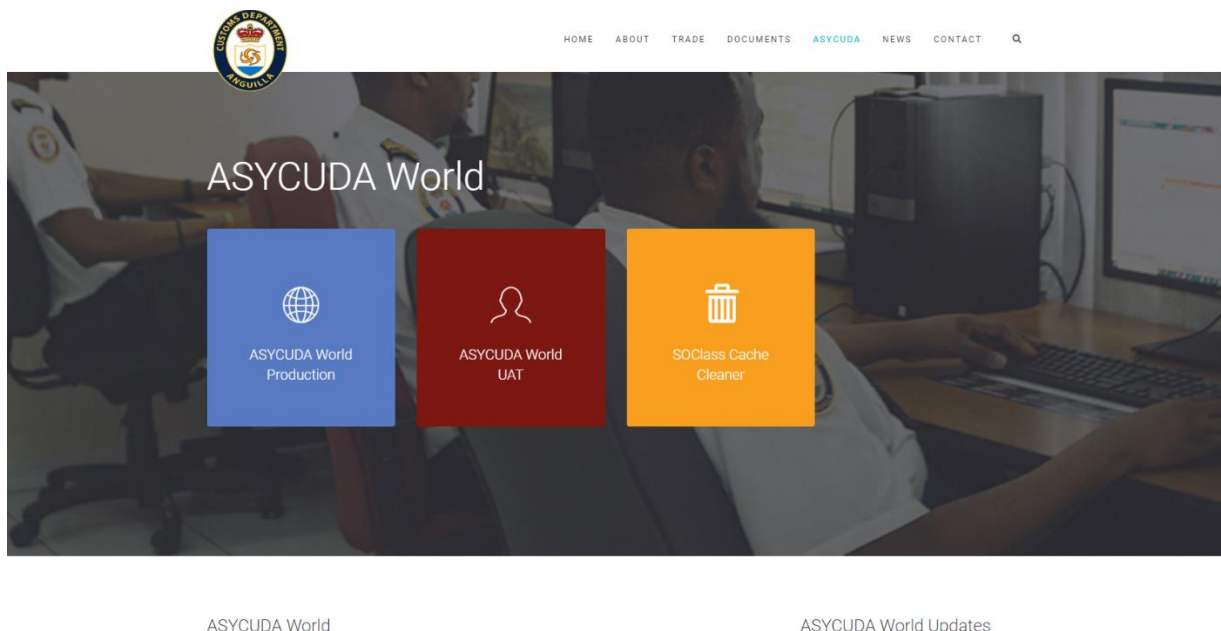 CUSTOMS DEPARTMENT
ANGUILLA
HOME ABOUT TRADE DOCUMENTS ASYCUDA NEWS CONTACT
ASYCUDA World
ASYCUDA World
Production
ASYCUDA World
UAT
SOClass Cache
Cleaner
ASYCUDA World
ASYCUDA World Updates